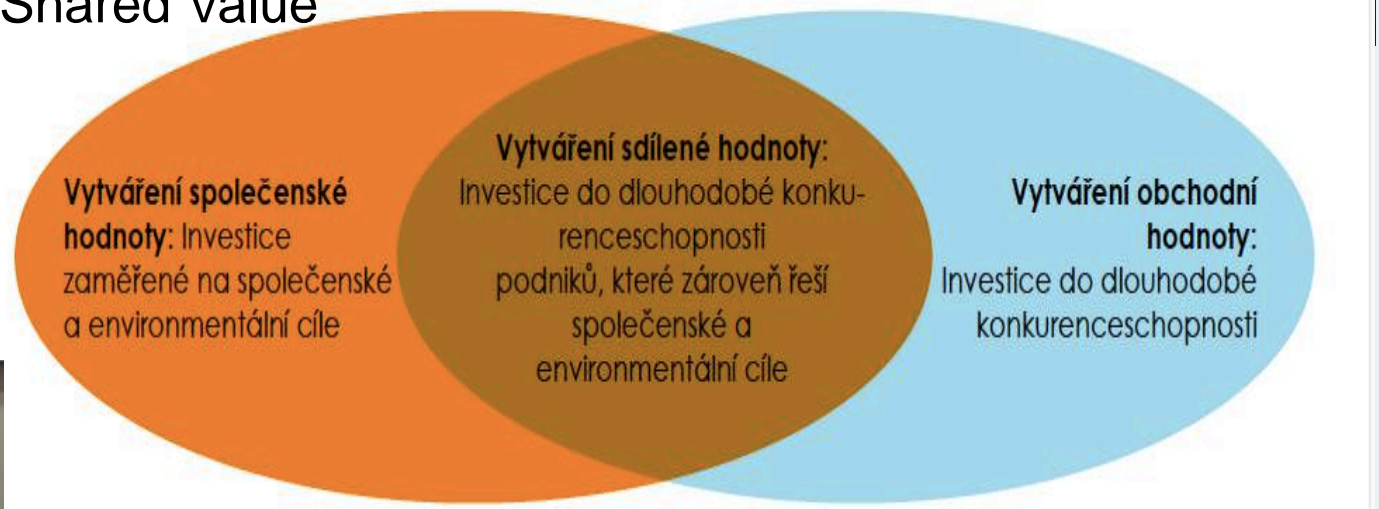 Shared value
Vytváření společenské
hodnoty: Investice
zaměřené na společenské
a environmentální cíle
Vytváření sdílené hodnoty:
Investice do dlouhodobé konku-
renceschopnosti
podniků, které zároveň řeší
společenské a
environmentální cíle
Vytváření obchodní
hodnoty:
Investice do dlouhodobé
konkurenceschopnosti